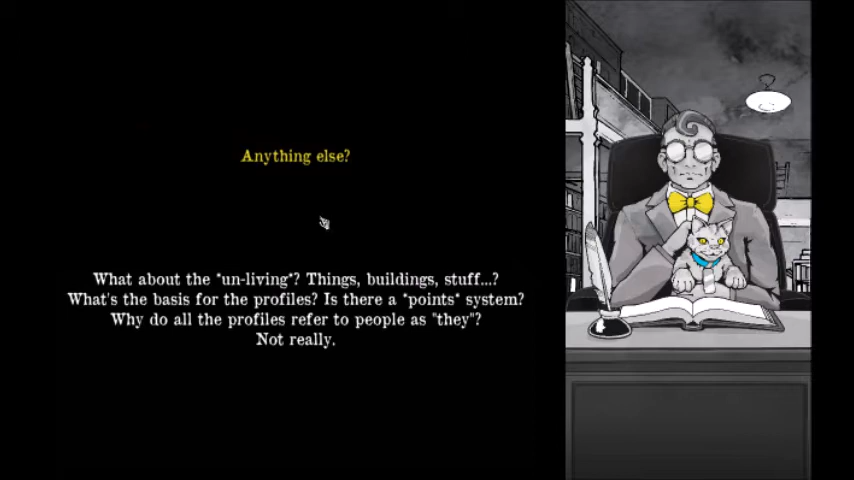 Anything else?
What about the *un-living*? Things, buildings, stuff...?
What's the basis for the profiles? Is there a *points* system?
Why do all the profiles refer to people as "they"?
Not really.